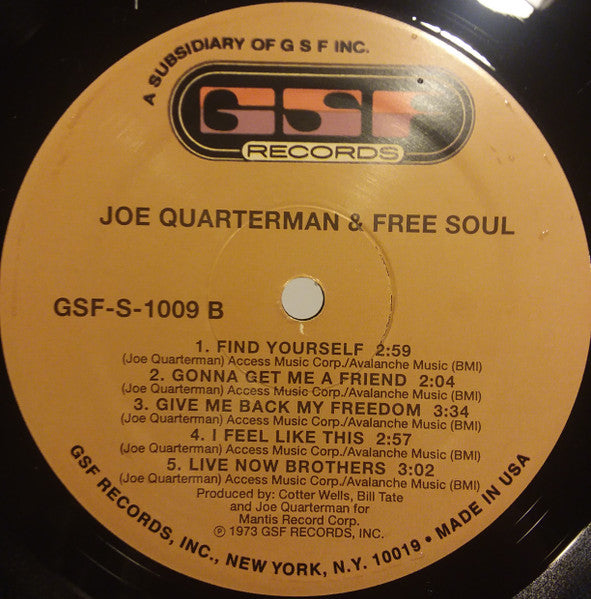 A SUBSIDIARY OF G S F INC.
GSF
RECORDS
JOE QUARTERMAN & FREE SOUL
GSF-S-1009 B
1. FIND YOURSELF 2:59
(Joe Quarterman) Access Music Corp./Avalanche Music (BMI)
2. GONNA GET ME A FRIEND 2:04
(Joe Quarterman) Access Music Corp./Avalanche Music (BMI)
3. GIVE ME BACK MY FREEDOM 3:34
(Joe Quarterman) Access Music Corp./Avalanche Music (BMI)
4. I FEEL LIKE THIS 2:57
(Joe Quarterman) Access Music Corp./Avalanche Music (BMI)
5. LIVE NOW BROTHERS 3:02
(Joe Quarterman) Access Music Corp./Avalanche Music (BMI)
Produced by: Cotter Wells, Bill Tate
and Joe Quarterman for
Mantis Record Corp.
℗ 1973 GSF RECORDS, INC.
GSF RECORDS, INC., NEW YORK, N.Y. 10019 • MADE IN USA